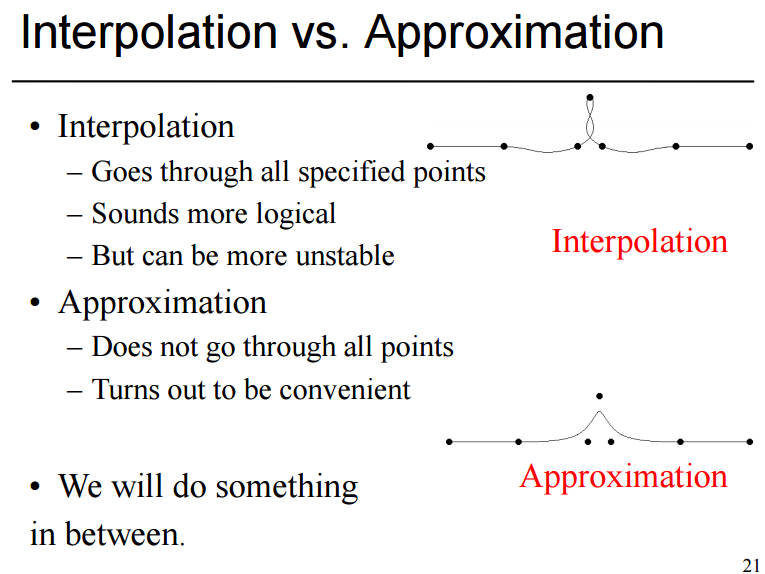 Interpolation vs. Approximation
• Interpolation
– Goes through all specified points
– Sounds more logical
– But can be more unstable
Interpolation
• Approximation
– Does not go through all points
– Turns out to be convenient
Approximation
• We will do something
in between.
21